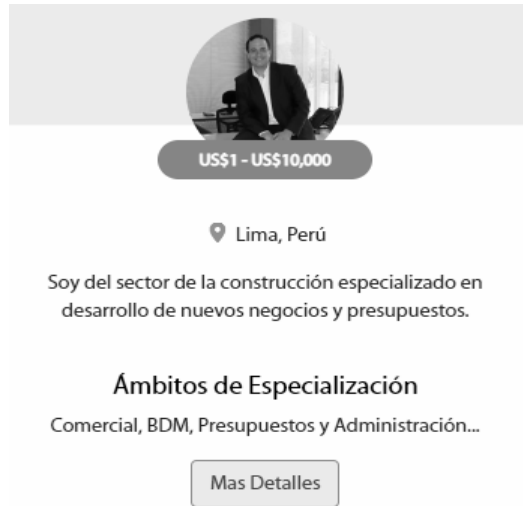 US$1 - US$10,000
Lima, Perú
Soy del sector de la construcción especializado en
desarrollo de nuevos negocios y presupuestos.
Ámbitos de Especialización
Comercial, BDM, Presupuestos y Administración...
Mas Detalles